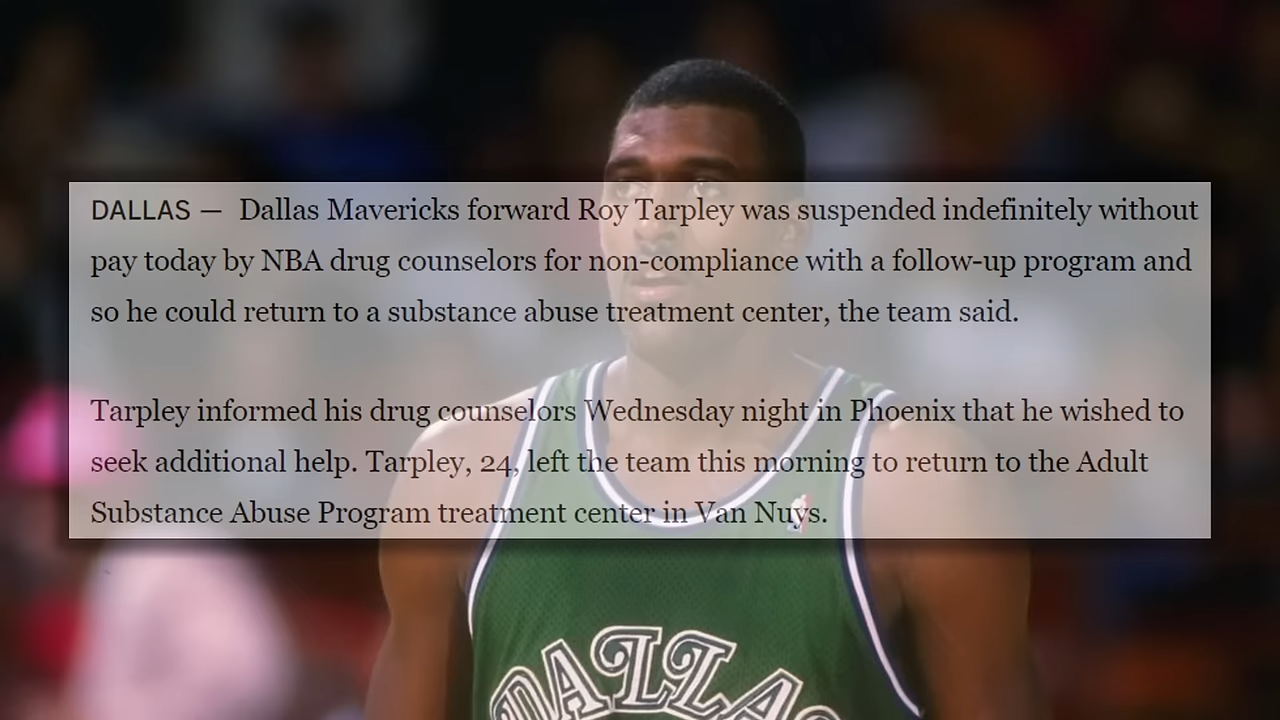 DALLAS — Dallas Mavericks forward Roy Tarpley was suspended indefinitely without
pay today by NBA drug counselors for non-compliance with a follow-up program and
so he could return to a substance abuse treatment center, the team said.
Tarpley informed his drug counselors Wednesday night in Phoenix that he wished to
seek additional help. Tarpley, 24, left the team this morning to return to the Adult
Substance Abuse Program treatment center in Van Nuys.
DALLAS